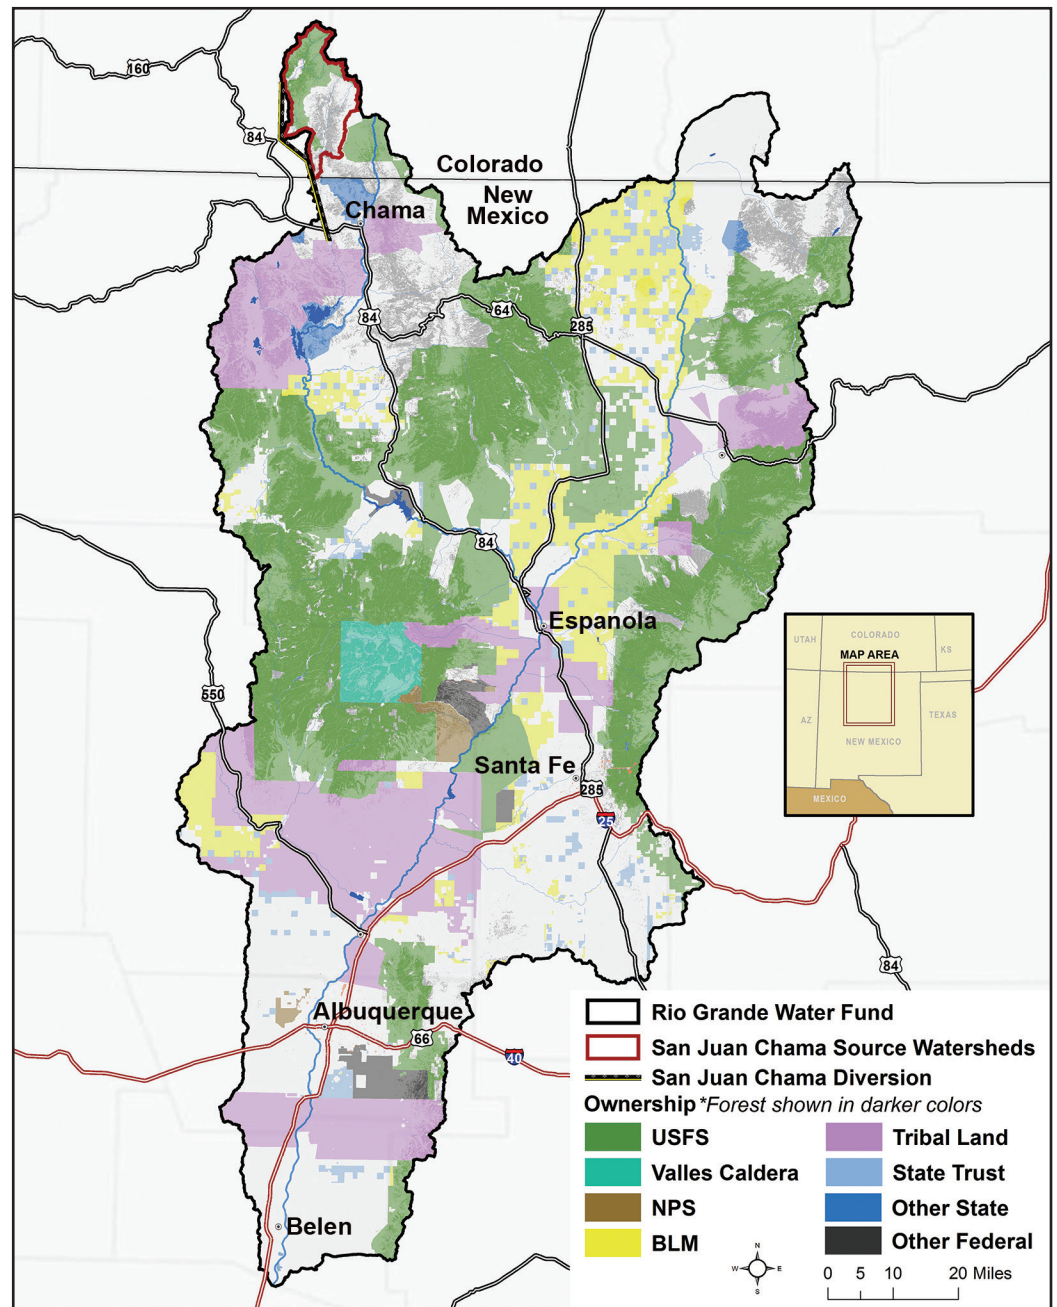 160
84
Colorado
New
Mexico
Chama
84
64
285
84
Espanola
550
Santa Fe
285
25
84
Albuquerque
66
40
Belen
UTAH
COLORADO
KS
MAP AREA
AZ
TEXAS
NEW MEXICO
MEXICO
Rio Grande Water Fund
San Juan Chama Source Watersheds
San Juan Chama Diversion
Ownership *Forest shown in darker colors
USFS
Tribal Land
Valles Caldera
State Trust
NPS
Other State
BLM
Other Federal
N
W E
S
0 5 10 20 Miles